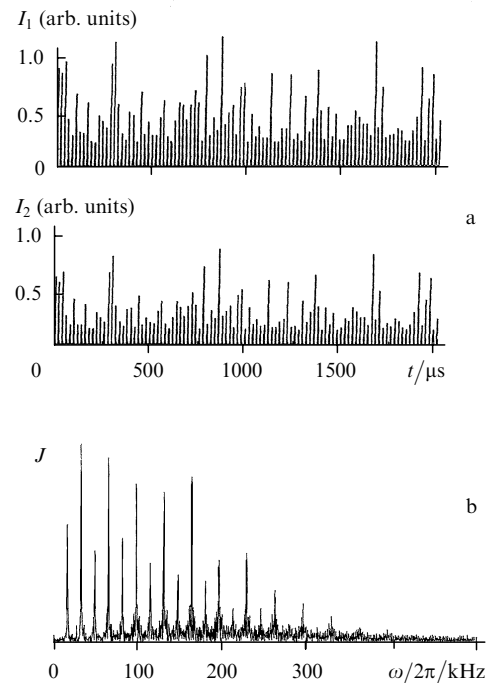 I₁ (arb. units)
1.0
0.5
0
I₂ (arb. units)
a
1.0
0.5
0 500 1000 1500 t/μs
J
b
0 100 200 300 ω/2π/kHz